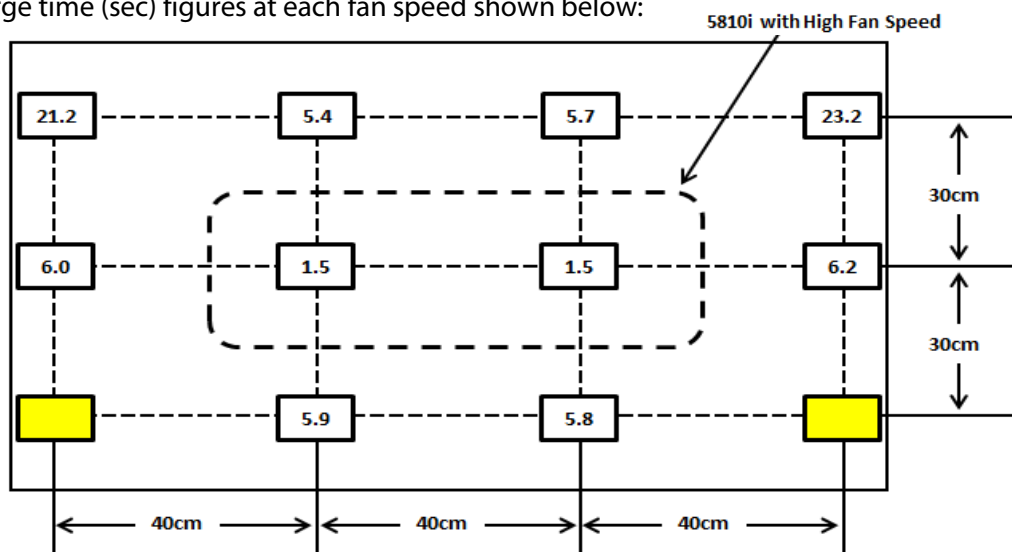 rge time (sec) figures at each fan speed shown below:
5810i with High Fan Speed
21.2 5.4 5.7 23.2
30cm
6.0 1.5 1.5 6.2
30cm
5.9 5.8
40cm 40cm 40cm